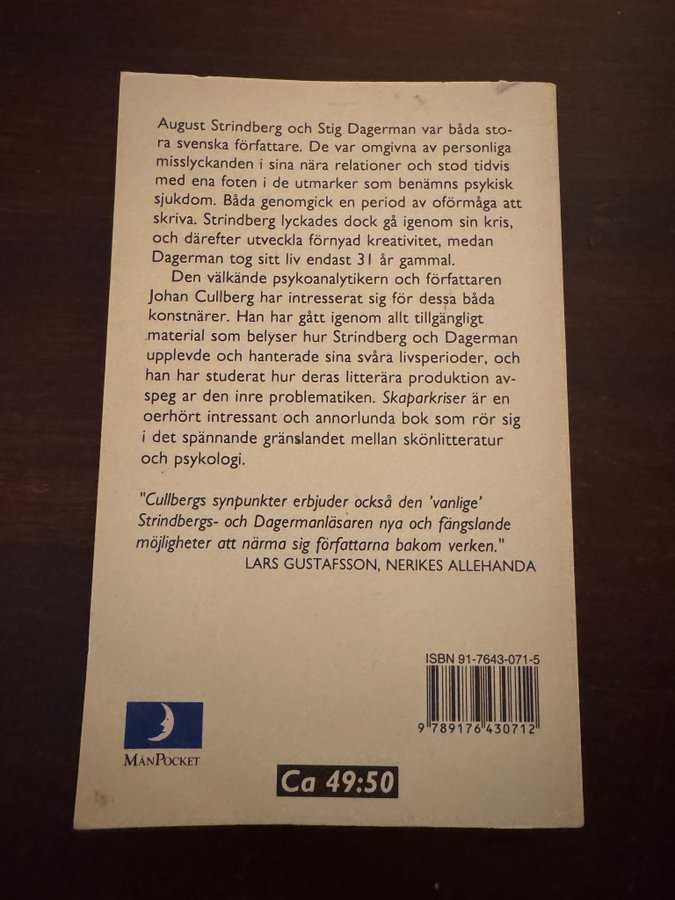 August Strindberg och Stig Dagerman var båda sto-
ra svenska författare. De var omgivna av personliga
misslyckanden i sina nära relationer och stod tidvis
med ena foten i de utmarker som benämns psykisk
sjukdom. Båda genomgick en period av oförmåga att
skriva. Strindberg lyckades dock gå igenom sin kris,
och därefter utveckla förnyad kreativitet, medan
Dagerman tog sitt liv endast 31 år gammal.
Den välkände psykoanalytikern och författaren
Johan Cullberg har intresserat sig för dessa båda
konstnärer. Han har gått igenom allt tillgängligt
material som belyser hur Strindberg och Dagerman
upplevde och hanterade sina svåra livsperioder, och
han har studerat hur deras litterära produktion av-
speg ar den inre problematiken. Skaparkriser är en
oerhört intressant och annorlunda bok som rör sig
i det spännande gränslandet mellan skönlitteratur
och psykologi.
"Cullbergs synpunkter erbjuder också den 'vanlige'
Strindbergs- och Dagermanläsaren nya och fängslande
möjligheter att närma sig författarna bakom verken."
LARS GUSTAFSSON, NERIKES ALLEHANDA
ISBN 91-7643-071-5
9 789176 430712
MÅNPOCKET
Ca 49:50